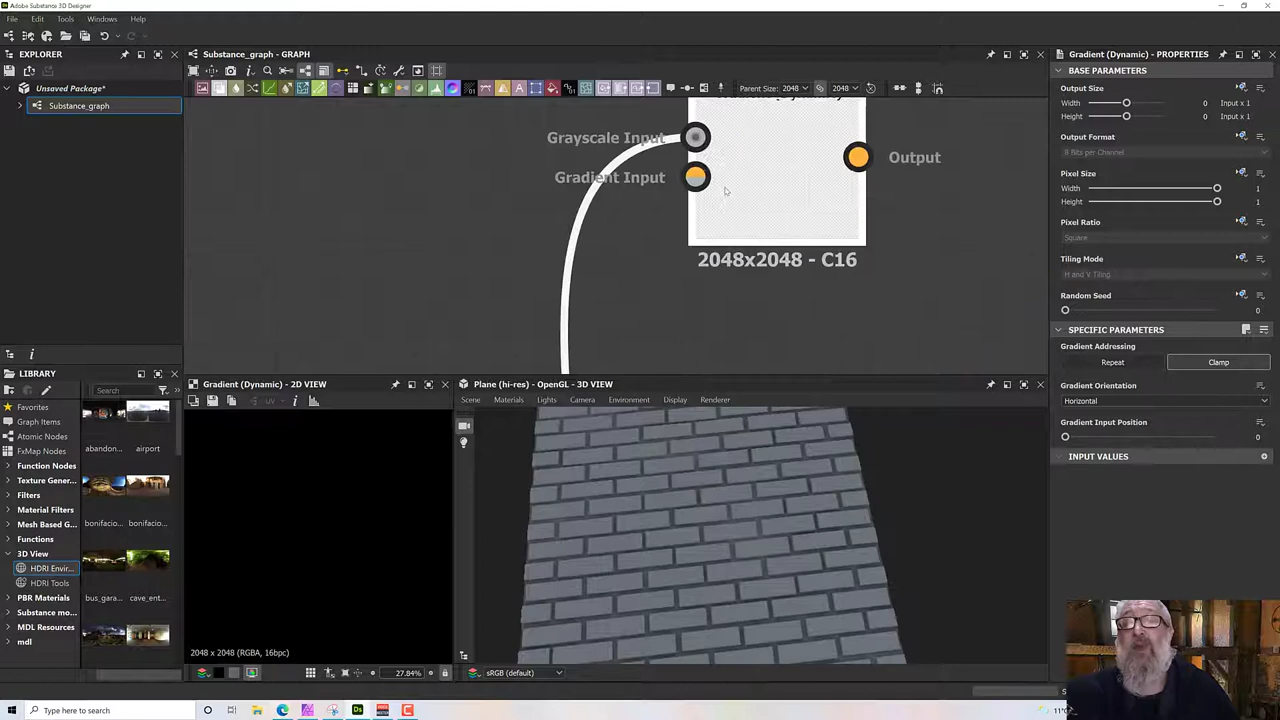 Adobe Substance 3D Designer
File Edit Tools Windows Help
EXPLORER
Unsaved Package*
Substance_graph
Substance_graph - GRAPH
Parent Size: 2048 2048
Grayscale Input
Gradient Input
Output
2048x2048 - C16
LIBRARY
Search
Favorites
Graph Items
Atomic Nodes
FxMap Nodes
Function Nodes
Texture Gener...
Filters
Material Filters
Mesh Based G...
Functions
3D View
HDRI Envir...
HDRI Tools
PBR Materials
Substance mo...
MDL Resources
mdl
abandon... airport
bonifacio... bonifacio...
bus_gara... cave_ent...
Gradient (Dynamic) - 2D VIEW
UV
2048 x 2048 (RGBA, 16bpc)
27.84%
Plane (hi-res) - OpenGL - 3D VIEW
Scene Materials Lights Camera Environment Display Renderer
sRGB (default)
Gradient (Dynamic) - PROPERTIES
BASE PARAMETERS
Output Size
Width 0 Input x 1
Height 0 Input x 1
Output Format
8 Bits per Channel
Pixel Size
Width 1
Height 1
Pixel Ratio
Square
Tiling Mode
H and V Tiling
Random Seed
0
SPECIFIC PARAMETERS
Gradient Addressing
Repeat Clamp
Gradient Orientation
Horizontal
Gradient Input Position
0
INPUT VALUES
Type here to search